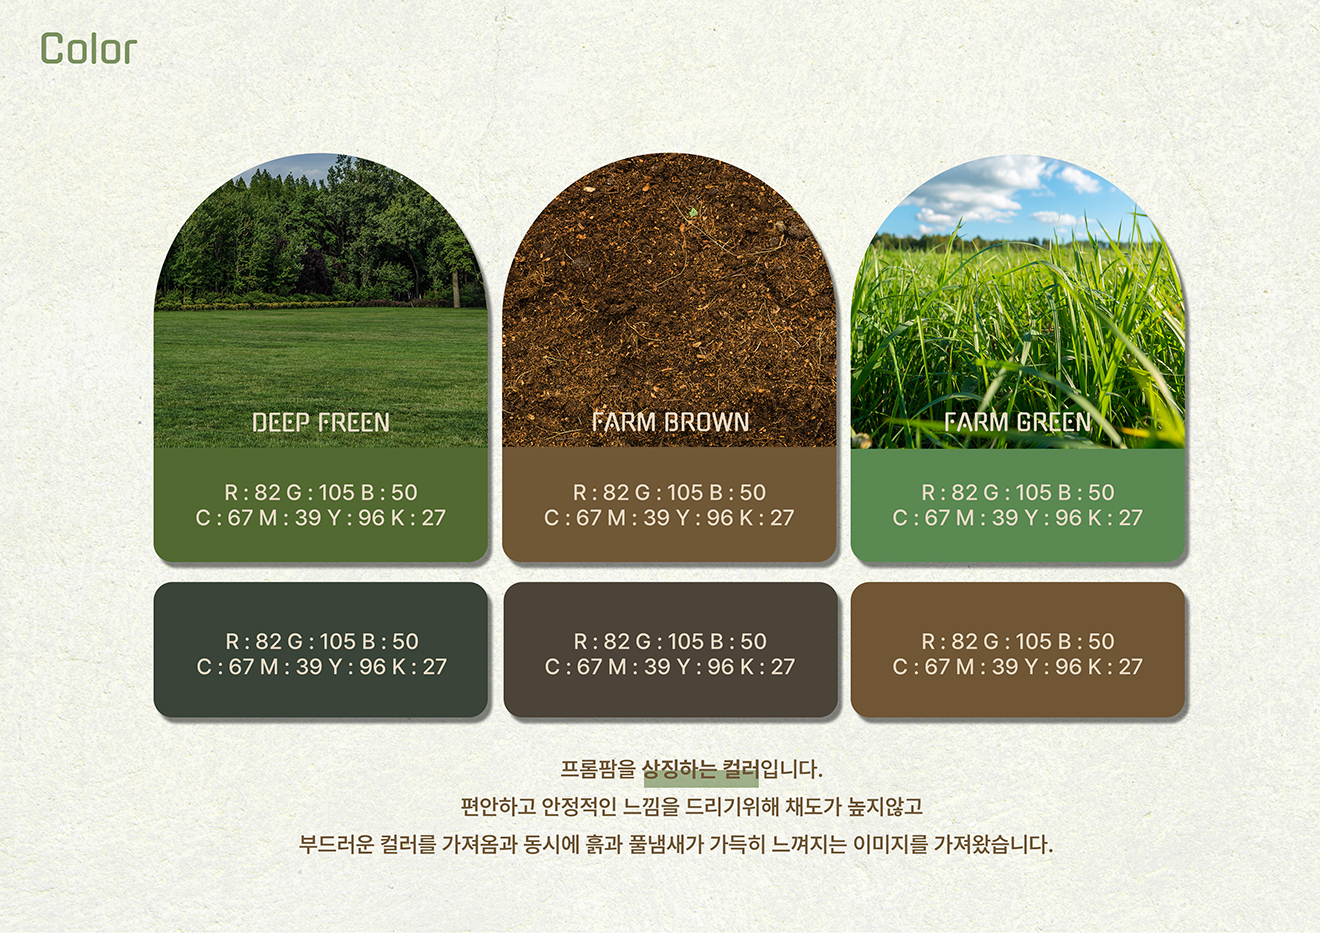 Color
DEEP FREEN
FARM BROWN
FARM GREEN
R : 82 G : 105 B : 50
C : 67 M : 39 Y : 96 K : 27
R : 82 G : 105 B : 50
C : 67 M : 39 Y : 96 K : 27
R : 82 G : 105 B : 50
C : 67 M : 39 Y : 96 K : 27
R : 82 G : 105 B : 50
C : 67 M : 39 Y : 96 K : 27
R : 82 G : 105 B : 50
C : 67 M : 39 Y : 96 K : 27
R : 82 G : 105 B : 50
C : 67 M : 39 Y : 96 K : 27
프롬팜을 상징하는 컬러입니다.
편안하고 안정적인 느낌을 드리기위해 채도가 높지않고
부드러운 컬러를 가져옴과 동시에 흙과 풀냄새가 가득히 느껴지는 이미지를 가져왔습니다.